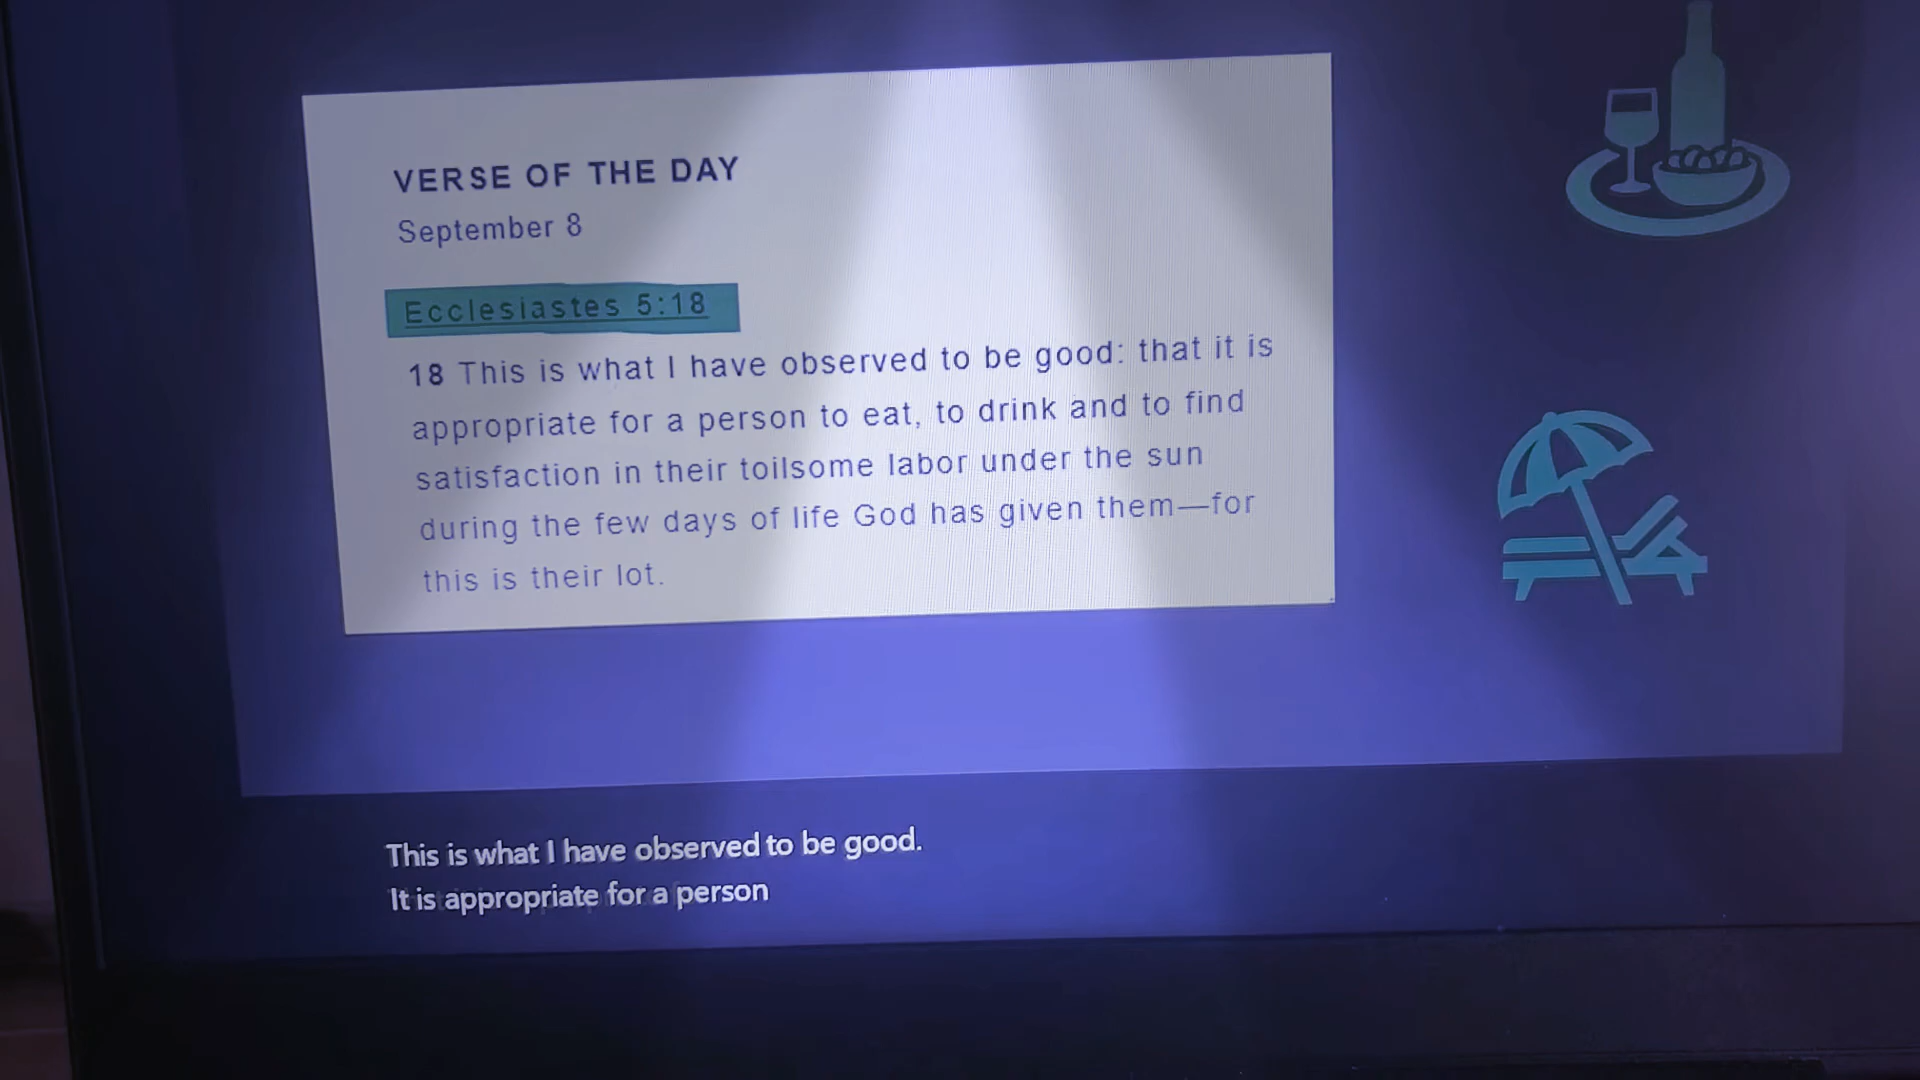 VERSE OF THE DAY
September 8
Ecclesiastes 5:18
18 This is what I have observed to be good: that it is
appropriate for a person to eat, to drink and to find
satisfaction in their toilsome labor under the sun
during the few days of life God has given them—for
this is their lot.
This is what I have observed to be good.
It is appropriate for a person